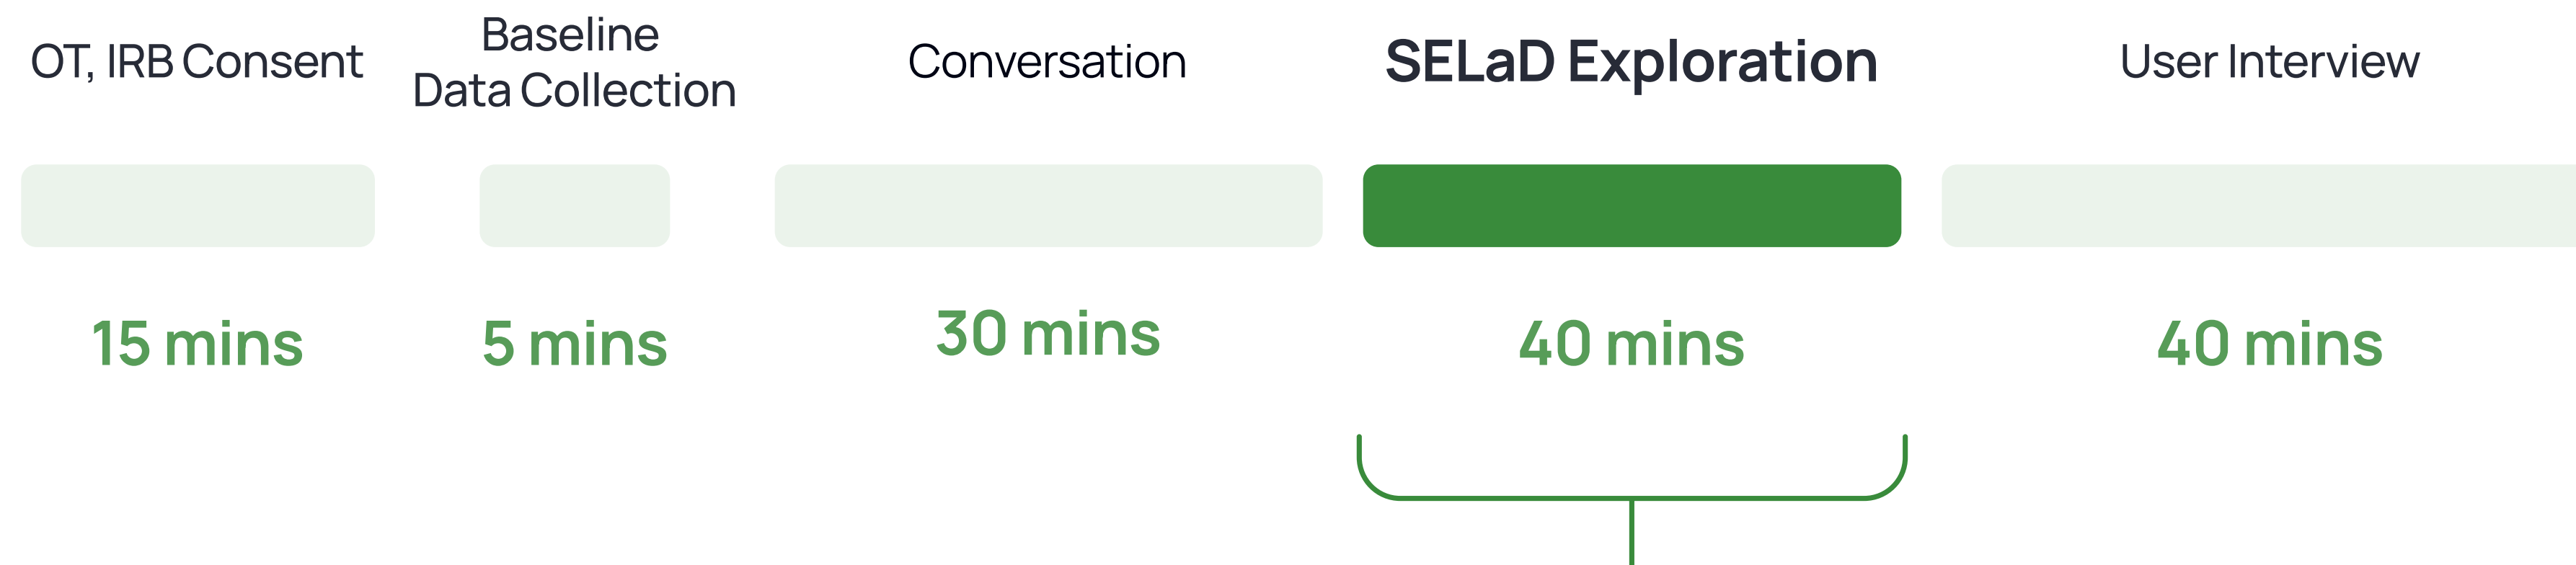 OT, IRB Consent
Baseline
Data Collection
Conversation
SELaD Exploration
User Interview
15 mins
5 mins
30 mins
40 mins
40 mins